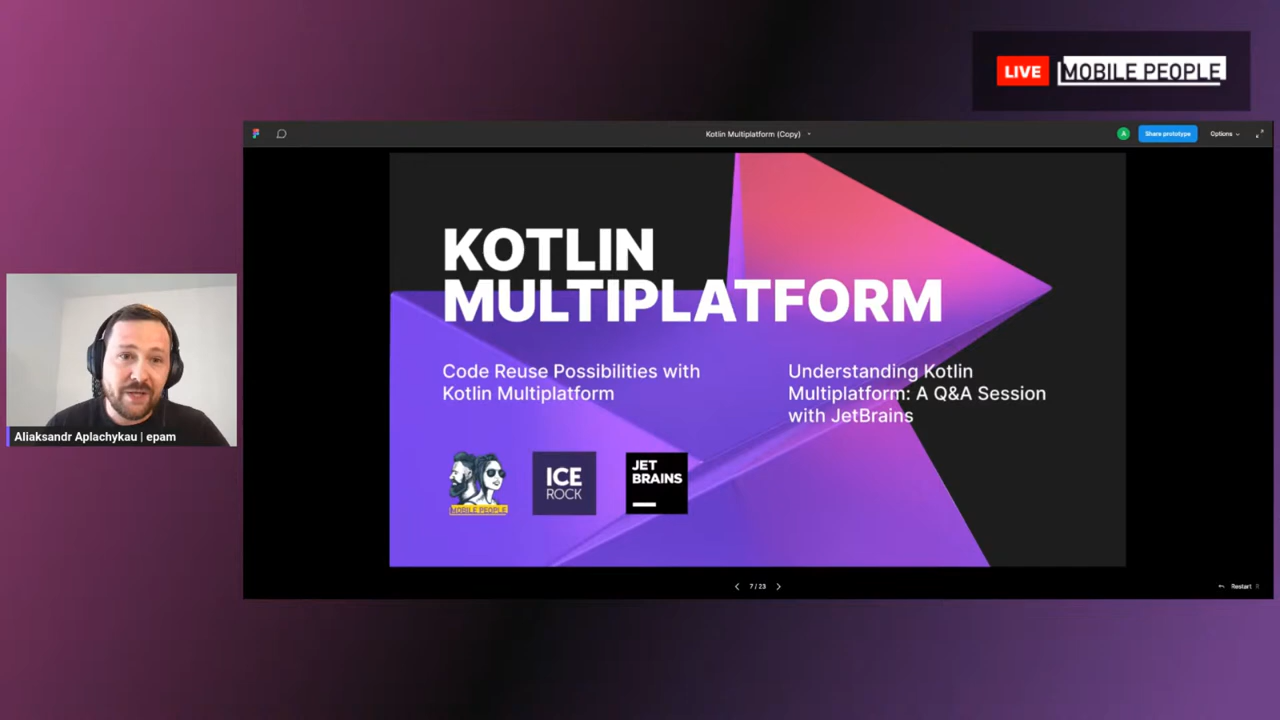 LIVE MOBILE PEOPLE
Kotlin Multiplatform (Copy)
A
Share prototype
Options
KOTLIN
MULTIPLATFORM
Code Reuse Possibilities with
Kotlin Multiplatform
Understanding Kotlin
Multiplatform: A Q&A Session
with JetBrains
MOBILE PEOPLE
ICE
ROCK
JET
BRAINS
Aliaksandr Aplachykau | epam
7 / 23
Restart
R